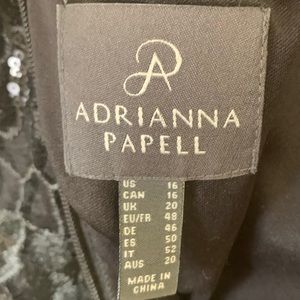 ADRIANNA
PAPELL
US 16
CAN 16
UK 20
EU/FR 48
DE 46
ES 50
IT 52
AUS 20
MADE IN
CHINA